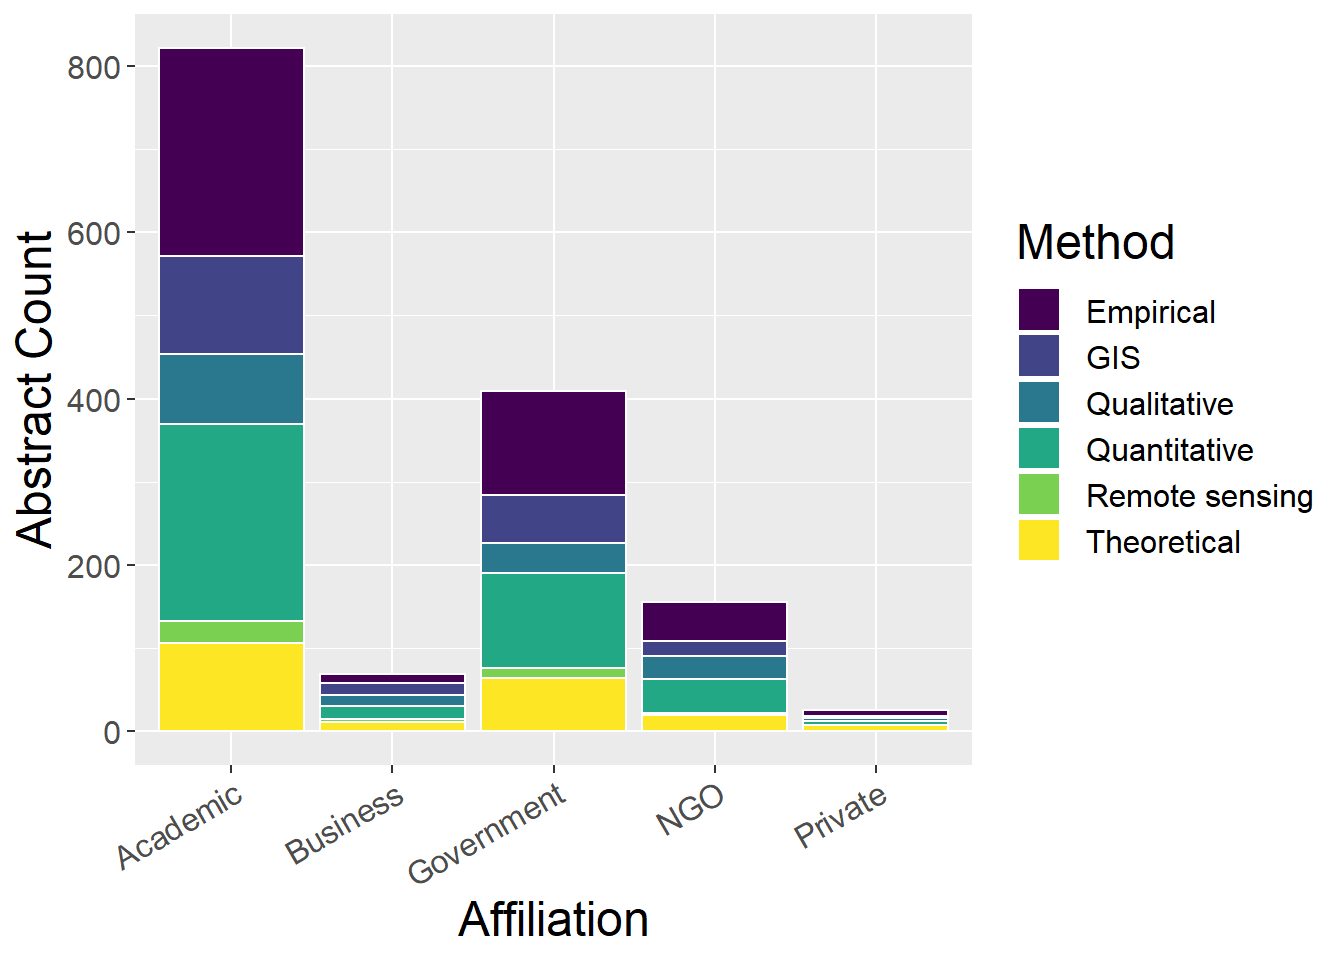 Abstract Count
800
600
400
200
0
Academic
Business
Government
NGO
Private
Affiliation
Method
Empirical
GIS
Qualitative
Quantitative
Remote sensing
Theoretical